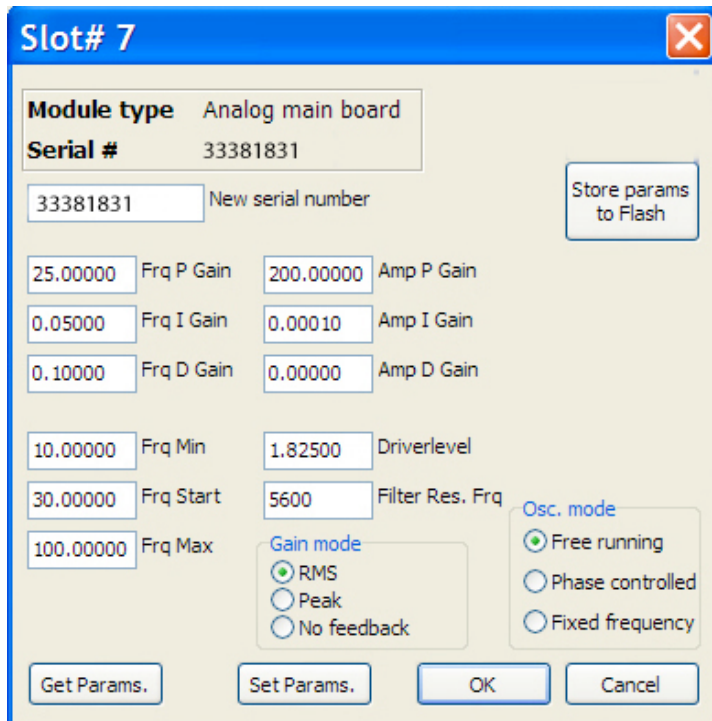 Slot# 7
Module type Analog main board
Serial # 33381831
33381831 New serial number
Store params
to Flash
25.00000 Frq P Gain 200.00000 Amp P Gain
0.05000 Frq I Gain 0.00010 Amp I Gain
0.10000 Frq D Gain 0.00000 Amp D Gain
10.00000 Frq Min 1.82500 Driverlevel
30.00000 Frq Start 5600 Filter Res. Frq
100.00000 Frq Max
Gain mode
RMS
Peak
No feedback
Osc. mode
Free running
Phase controlled
Fixed frequency
Get Params. Set Params. OK Cancel